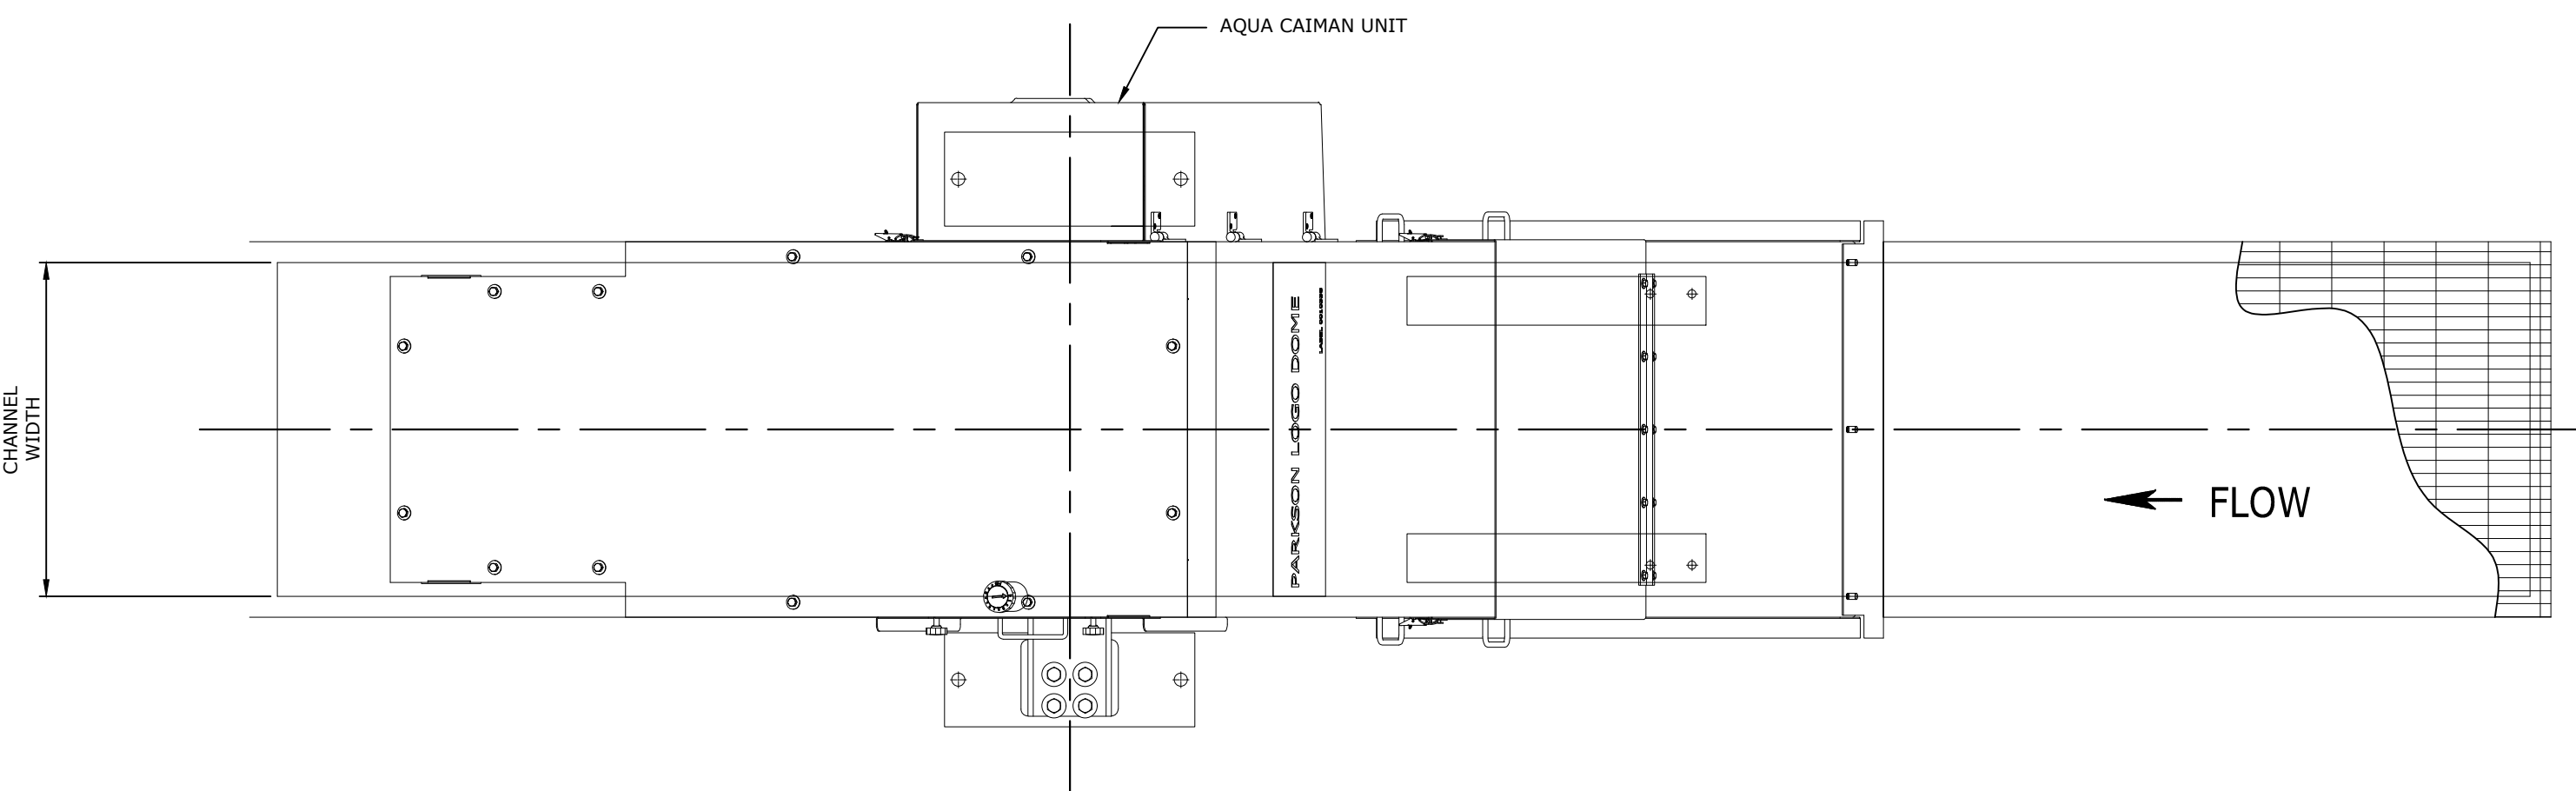 AQUA CAIMAN UNIT
CHANNEL
WIDTH
PARKSON LOGO DOME
FLOW